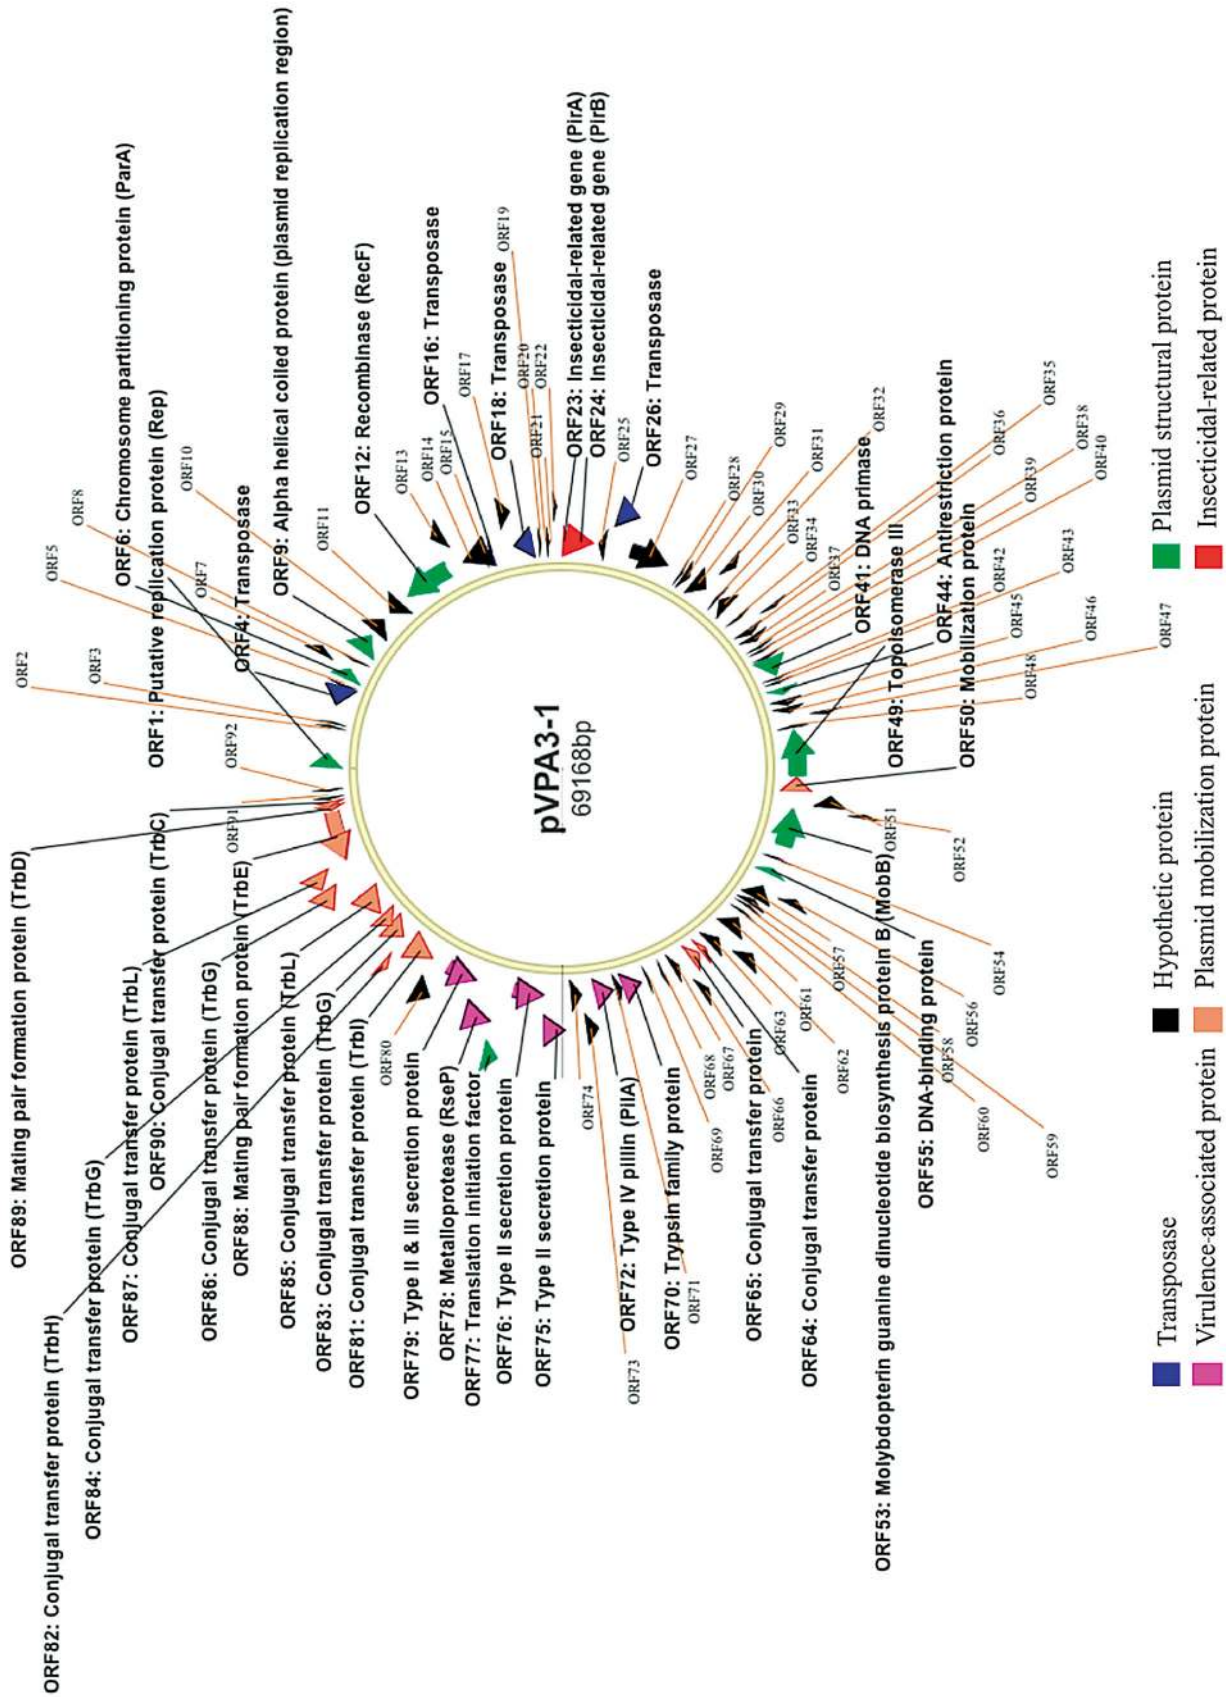 pVPA3-1
69168bp
ORF1: Putative replication protein (Rep)
ORF2
ORF3
ORF4: Transposase
ORF5
ORF6: Chromosome partitioning protein (ParA)
ORF7
ORF8
ORF9: Alpha helical coiled protein (plasmid replication region)
ORF10
ORF11
ORF12: Recombinase (RecF)
ORF13
ORF14
ORF15
ORF16: Transposase
ORF17
ORF18: Transposase
ORF19
ORF20
ORF21
ORF22
ORF23: Insecticidal-related gene (PirA)
ORF24: Insecticidal-related gene (PirB)
ORF25
ORF26: Transposase
ORF27
ORF28
ORF29
ORF30
ORF31
ORF32
ORF33
ORF34
ORF35
ORF36
ORF37
ORF38
ORF39
ORF40
ORF41: DNA primase
ORF42
ORF43
ORF44: Antirestriction protein
ORF45
ORF46
ORF47
ORF48
ORF49: Topoisomerase III
ORF50: Mobilization protein
ORF51
ORF52
ORF53: Molybdopterin guanine dinucleotide biosynthesis protein B (MobB)
ORF54
ORF55: DNA-binding protein
ORF56
ORF57
ORF58
ORF59
ORF60
ORF61
ORF62
ORF63
ORF64: Conjugal transfer protein
ORF65: Conjugal transfer protein
ORF66
ORF67
ORF68
ORF69
ORF70: Trypsin family protein
ORF71
ORF72: Type IV pilin (PilA)
ORF73
ORF74
ORF75: Type II secretion protein
ORF76: Type II secretion protein
ORF77: Translation initiation factor
ORF78: Metalloprotease (RseP)
ORF79: Type II & III secretion protein
ORF80
ORF81: Conjugal transfer protein (TrbI)
ORF82: Conjugal transfer protein (TrbH)
ORF83: Conjugal transfer protein (TrbG)
ORF84: Conjugal transfer protein (TrbG)
ORF85: Conjugal transfer protein (TrbL)
ORF86: Conjugal transfer protein (TrbG)
ORF87: Conjugal transfer protein (TrbL)
ORF88: Mating pair formation protein (TrbE)
ORF89: Mating pair formation protein (TrbD)
ORF90: Conjugal transfer protein (TrbC)
ORF91
ORF92
Transposase
Hypothetic protein
Plasmid structural protein
Virulence-associated protein
Plasmid mobilization protein
Insecticidal-related protein